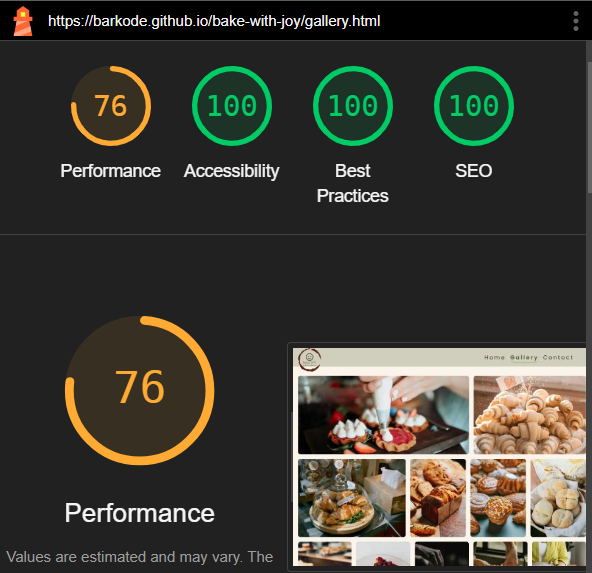 https://barkode.github.io/bake-with-joy/gallery.html
76
100
100
100
Performance
Accessibility
Best
Practices
SEO
76
Performance
Values are estimated and may vary. The
Home Gallery Contact